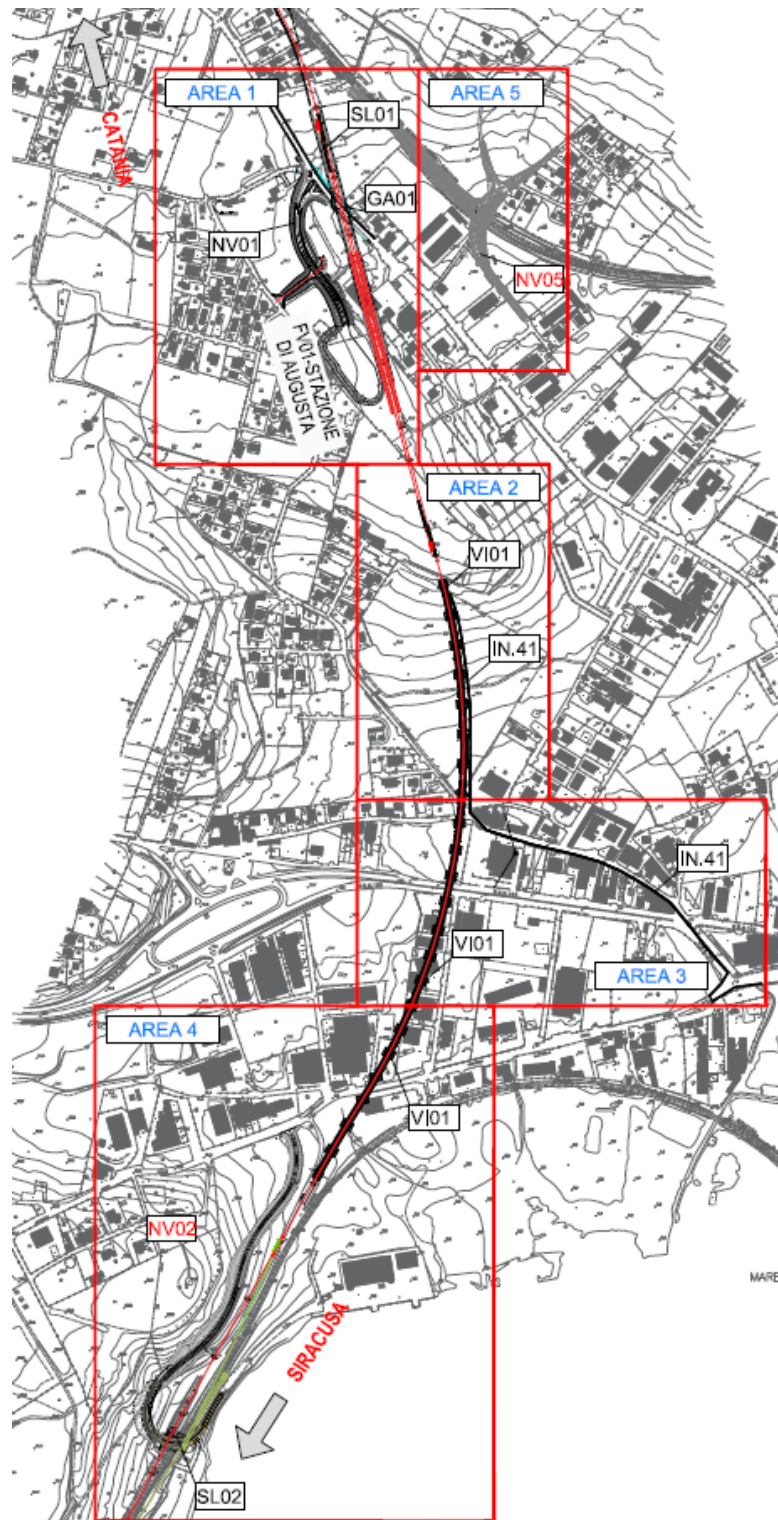 AREA 1
AREA 5
CATANIA
SL01
GA01
NV01
NV05
FV01-STAZIONE
DI AUGUSTA
AREA 2
VI01
IN.41
IN.41
VI01
AREA 3
AREA 4
VI01
NV02
MARE
SIRACUSA
SL02